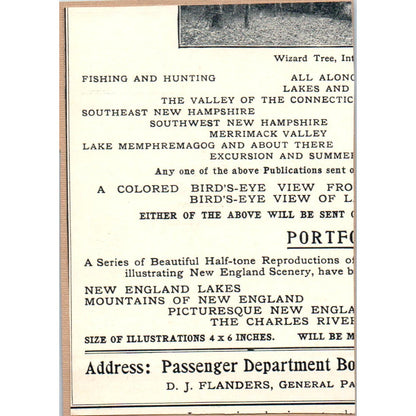 Wizard Tree, Int
FISHING AND HUNTING ALL ALONG
LAKES AND
THE VALLEY OF THE CONNECTIC
SOUTHEAST NEW HAMPSHIRE
SOUTHWEST NEW HAMPSHIRE
MERRIMACK VALLEY
LAKE MEMPHREMAGOG AND ABOUT THERE
EXCURSION AND SUMME
Any one of the above Publications sent o
A COLORED BIRD'S-EYE VIEW FRO
BIRD'S-EYE VIEW OF L
EITHER OF THE ABOVE WILL BE SENT
PORTFO
A Series of Beautiful Half-tone Reproductions of
illustrating New England Scenery, have b
NEW ENGLAND LAKES
MOUNTAINS OF NEW ENGLAND
PICTURESQUE NEW ENGLA
THE CHARLES RIVER
SIZE OF ILLUSTRATIONS 4 x 6 INCHES. WILL BE M
Address: Passenger Department Bo
D. J. FLANDERS, GENERAL PA